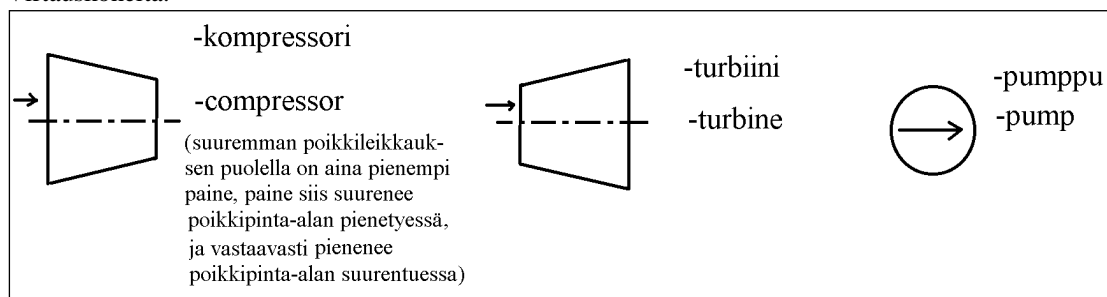 -kompressori
-compressor
(suuremman poikkileikkauk-
sen puolella on aina pienempi
paine, paine siis suurenee
poikkipinta-alan pienetyessä,
ja vastaavasti pienenee
poikkipinta-alan suurentuessa)
-turbiini
-turbine
-pumppu
-pump